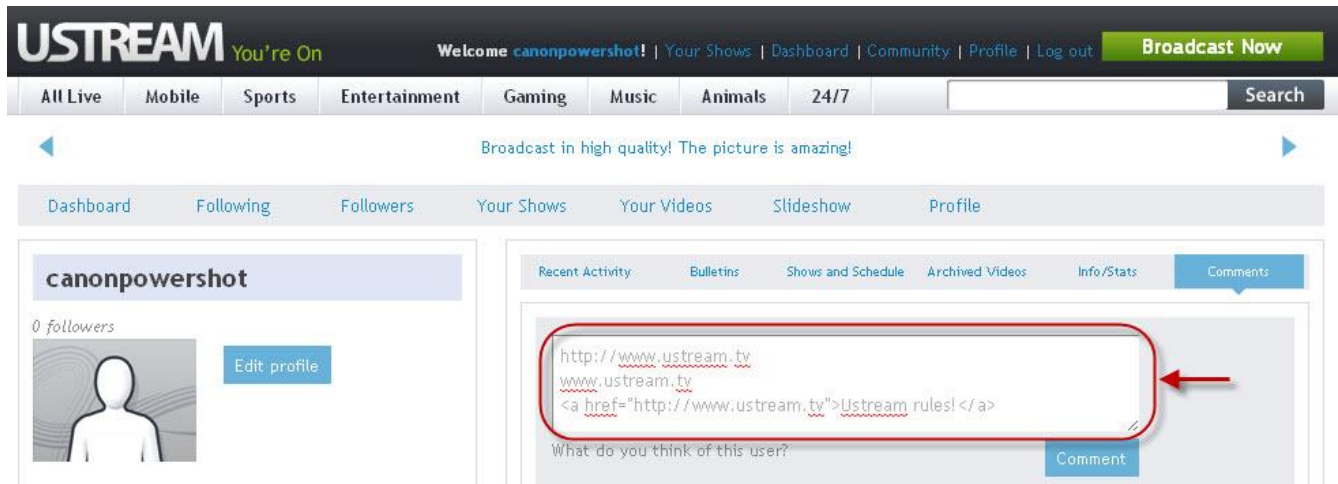 USTREAM You're On
Welcome canonpowershot! | Your Shows | Dashboard | Community | Profile | Log out
Broadcast Now
All Live Mobile Sports Entertainment Gaming Music Animals 24/7 Search
Broadcast in high quality! The picture is amazing!
Dashboard Following Followers Your Shows Your Videos Slideshow Profile
canonpowershot
0 followers
Edit profile
Recent Activity Bulletins Shows and Schedule Archived Videos Info/Stats Comments
http://www.ustream.tv
www.ustream.tv
<a href="http://www.ustream.tv">Ustream rules!</a>
What do you think of this user?
Comment